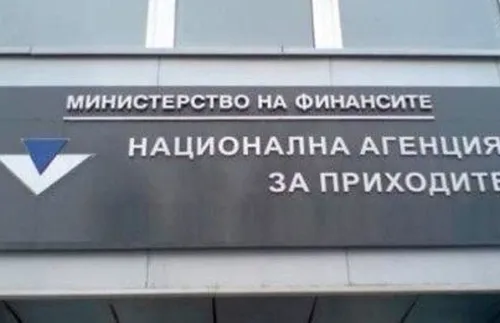 МИНИСТЕРСТВО НА ФИНАНСИТЕ
НАЦИОНАЛНА АГЕНЦИЯ
ЗА ПРИХОДИТЕ